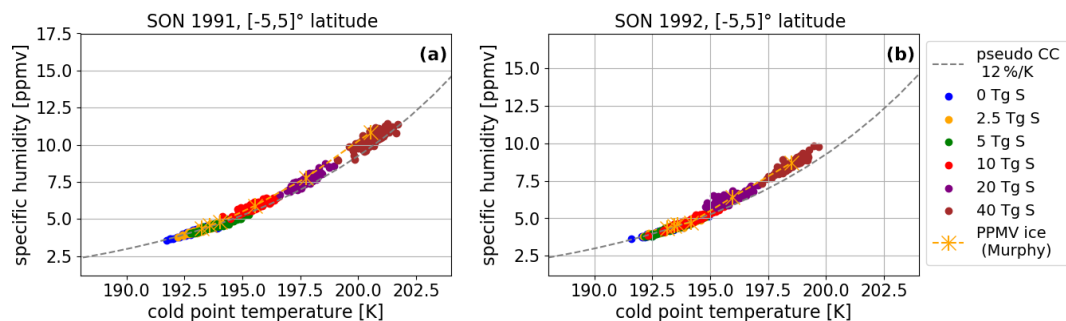 SON 1991, [-5,5]° latitude
17.5
15.0
12.5
10.0
7.5
5.0
2.5
specific humidity [ppmv]
(a)
190.0 192.5 195.0 197.5 200.0 202.5
cold point temperature [K]
SON 1992, [-5,5]° latitude
15.0
12.5
10.0
7.5
5.0
2.5
specific humidity [ppmv]
(b)
190.0 192.5 195.0 197.5 200.0 202.5
cold point temperature [K]
pseudo CC
12 %/K
0 Tg S
2.5 Tg S
5 Tg S
10 Tg S
20 Tg S
40 Tg S
PPMV ice
(Murphy)